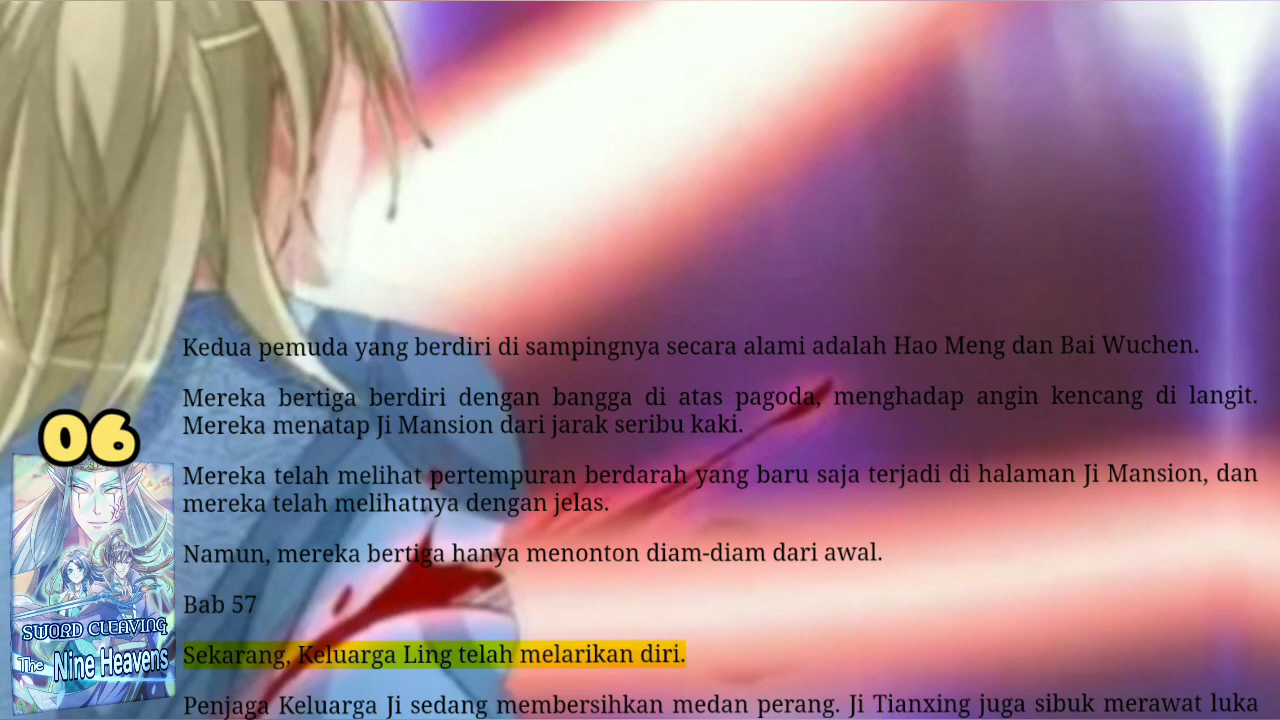 Kedua pemuda yang berdiri di sampingnya secara alami adalah Hao Meng dan Bai Wuchen.
Mereka bertiga berdiri dengan bangga di atas pagoda, menghadap angin kencang di langit.
Mereka menatap Ji Mansion dari jarak seribu kaki.
Mereka telah melihat pertempuran berdarah yang baru saja terjadi di halaman Ji Mansion, dan
mereka telah melihatnya dengan jelas.
Namun, mereka bertiga hanya menonton diam-diam dari awal.
Bab 57
Sekarang, Keluarga Ling telah melarikan diri.
Penjaga Keluarga Ji sedang membersihkan medan perang. Ji Tianxing juga sibuk merawat luka
06
SWORD CLEAVING
The Nine Heavens